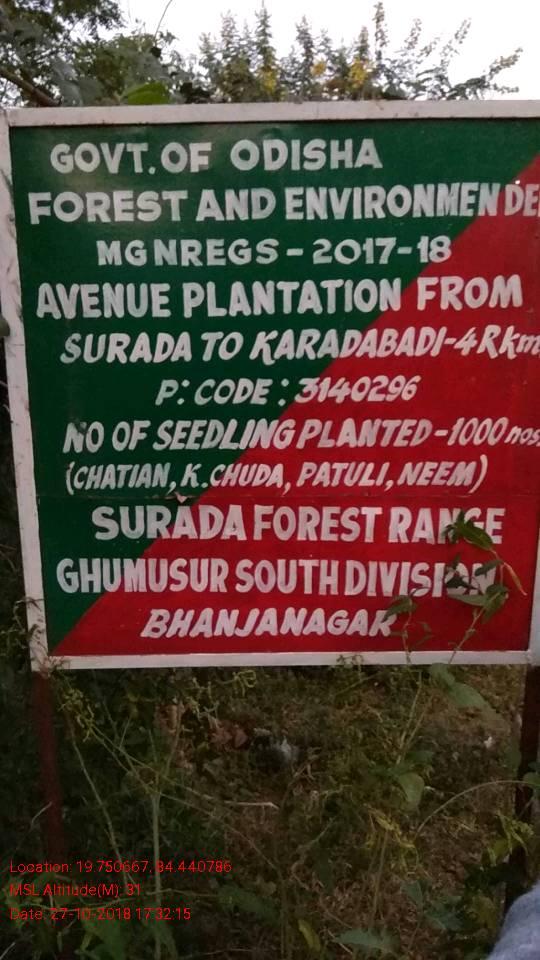 GOVT. OF ODISHA
FOREST AND ENVIRONMEN DE
MGNREGS - 2017-18
AVENUE PLANTATION FROM
SURADA TO KARADABADI-4Rkm
P: CODE: 3140296
NO OF SEEDLING PLANTED-1000 nos
(CHATIAN, K.CHUDA, PATULI, NEEM)
SURADA FOREST RANGE
GHUMUSUR SOUTH DIVISION
BHANJANAGAR
Location: 19.750667, 84.440786
MSL Altitude(M): 31
Date: 27-10-2018 17:32:15